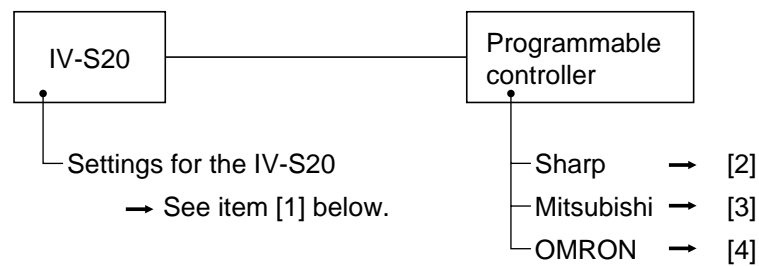 IV-S20
Programmable
controller
Settings for the IV-S20
→ See item [1] below.
Sharp → [2]
Mitsubishi → [3]
OMRON → [4]